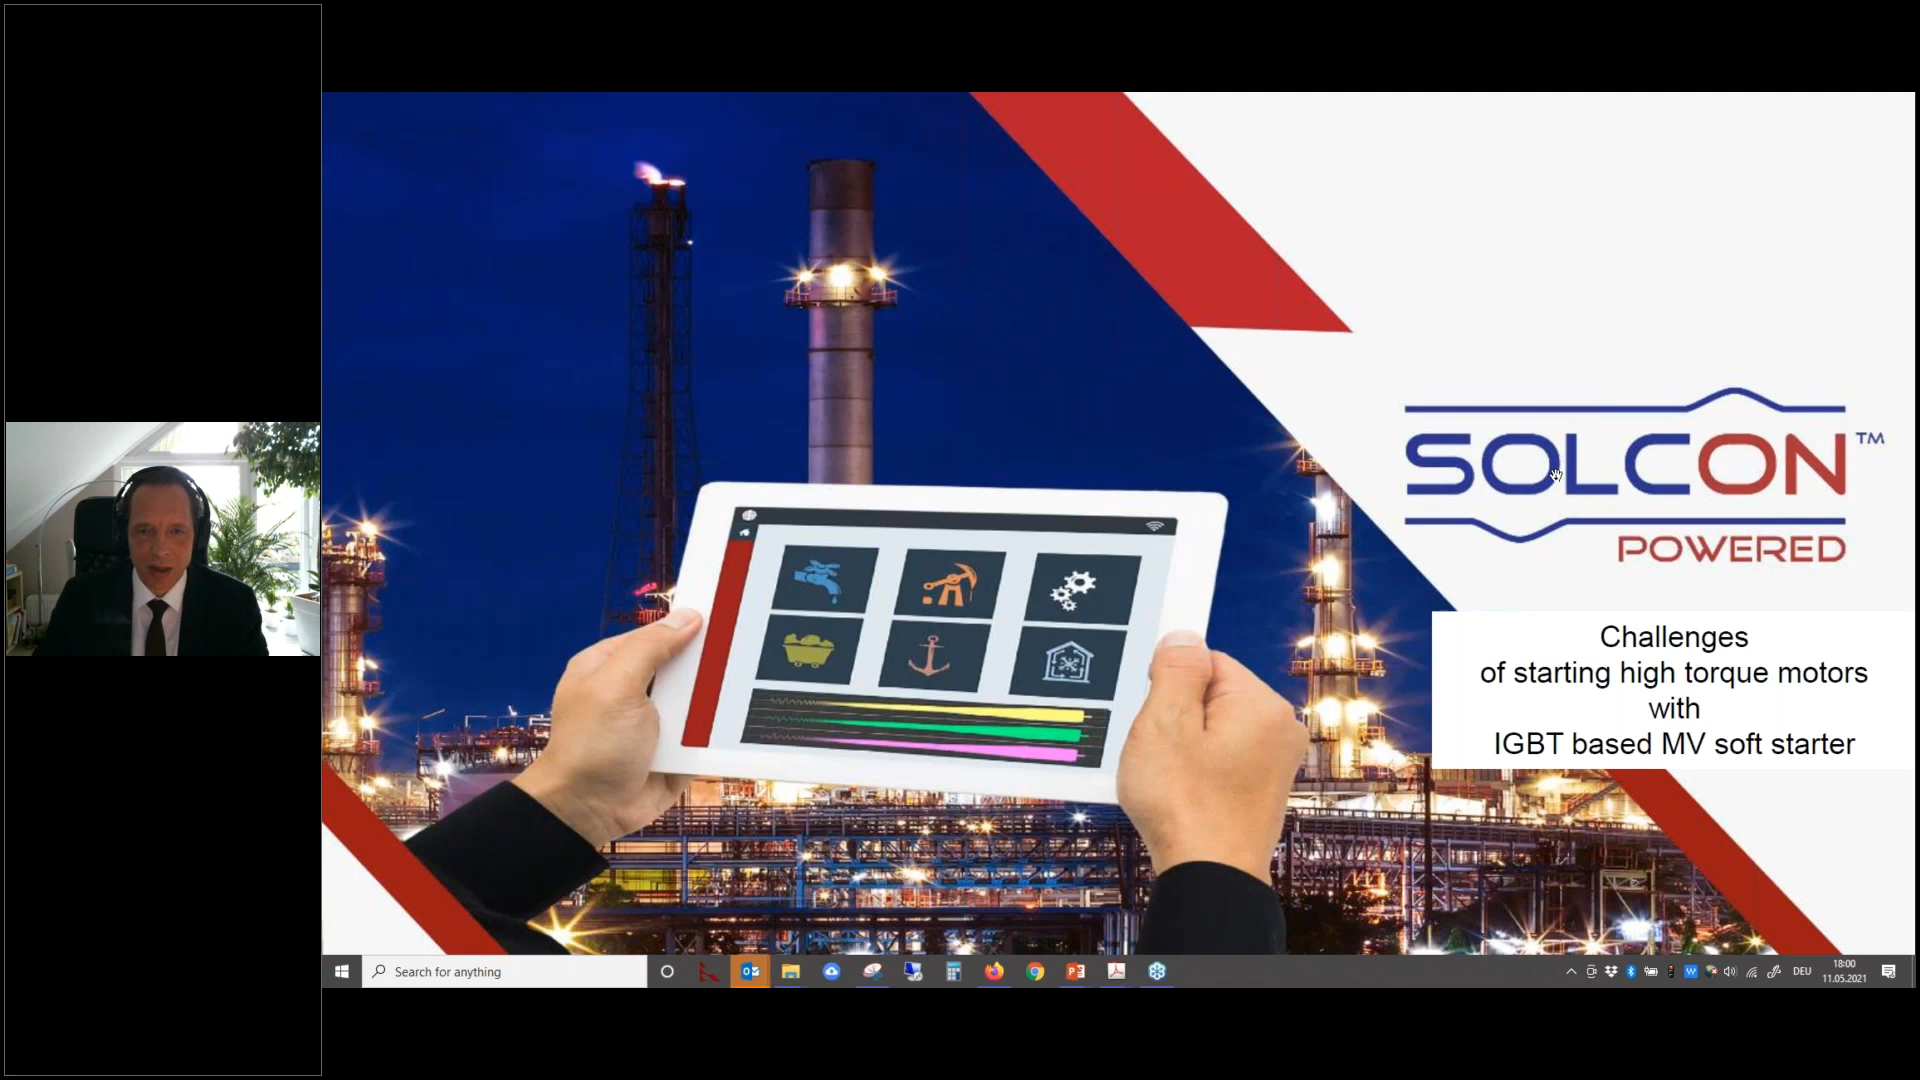 SOLCON™
POWERED
Challenges
of starting high torque motors
with
IGBT based MV soft starter
Search for anything
DEU
18:00
11.05.2021